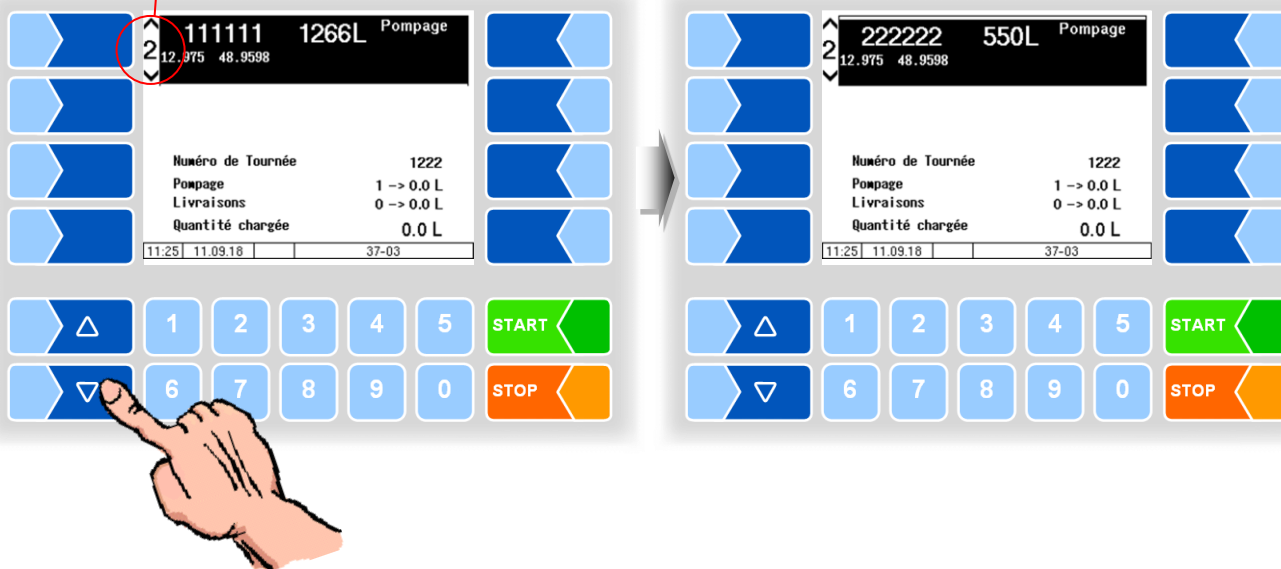 2 111111 1266L Pompage
12.975 48.9598
Numéro de Tournée 1222
Pompage 1 -> 0.0 L
Livraisons 0 -> 0.0 L
Quantité chargée 0.0 L
11:25 11.09.18 37-03
1 2 3 4 5 START
6 7 8 9 0 STOP
2 222222 550L Pompage
12.975 48.9598
Numéro de Tournée 1222
Pompage 1 -> 0.0 L
Livraisons 0 -> 0.0 L
Quantité chargée 0.0 L
11:25 11.09.18 37-03
1 2 3 4 5 START
6 7 8 9 0 STOP